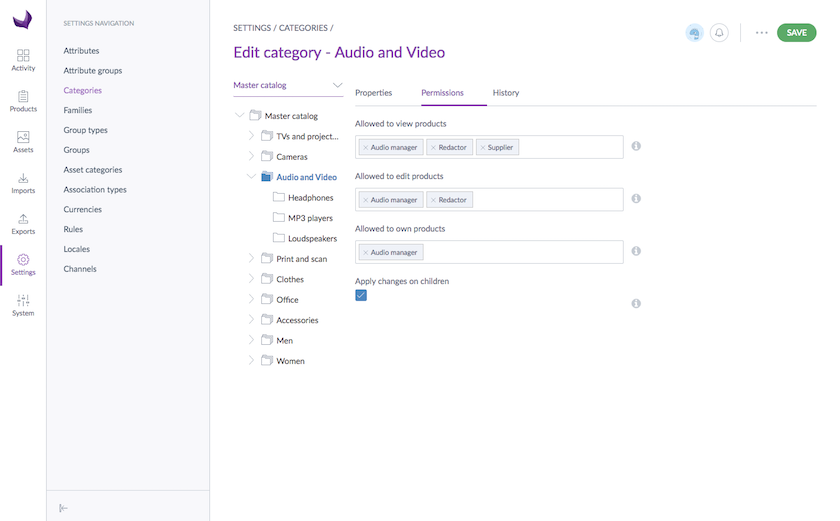 Activity
Products
Assets
Imports
Exports
Settings
System
SETTINGS NAVIGATION
Attributes
Attribute groups
Categories
Families
Group types
Groups
Asset categories
Association types
Currencies
Rules
Locales
Channels
SETTINGS / CATEGORIES /
SAVE
Edit category - Audio and Video
Master catalog
Master catalog
TVs and project...
Cameras
Audio and Video
Headphones
MP3 players
Loudspeakers
Print and scan
Clothes
Office
Accessories
Men
Women
Properties Permissions History
Allowed to view products
× Audio manager × Redactor × Supplier
Allowed to edit products
× Audio manager × Redactor
Allowed to own products
× Audio manager
Apply changes on children